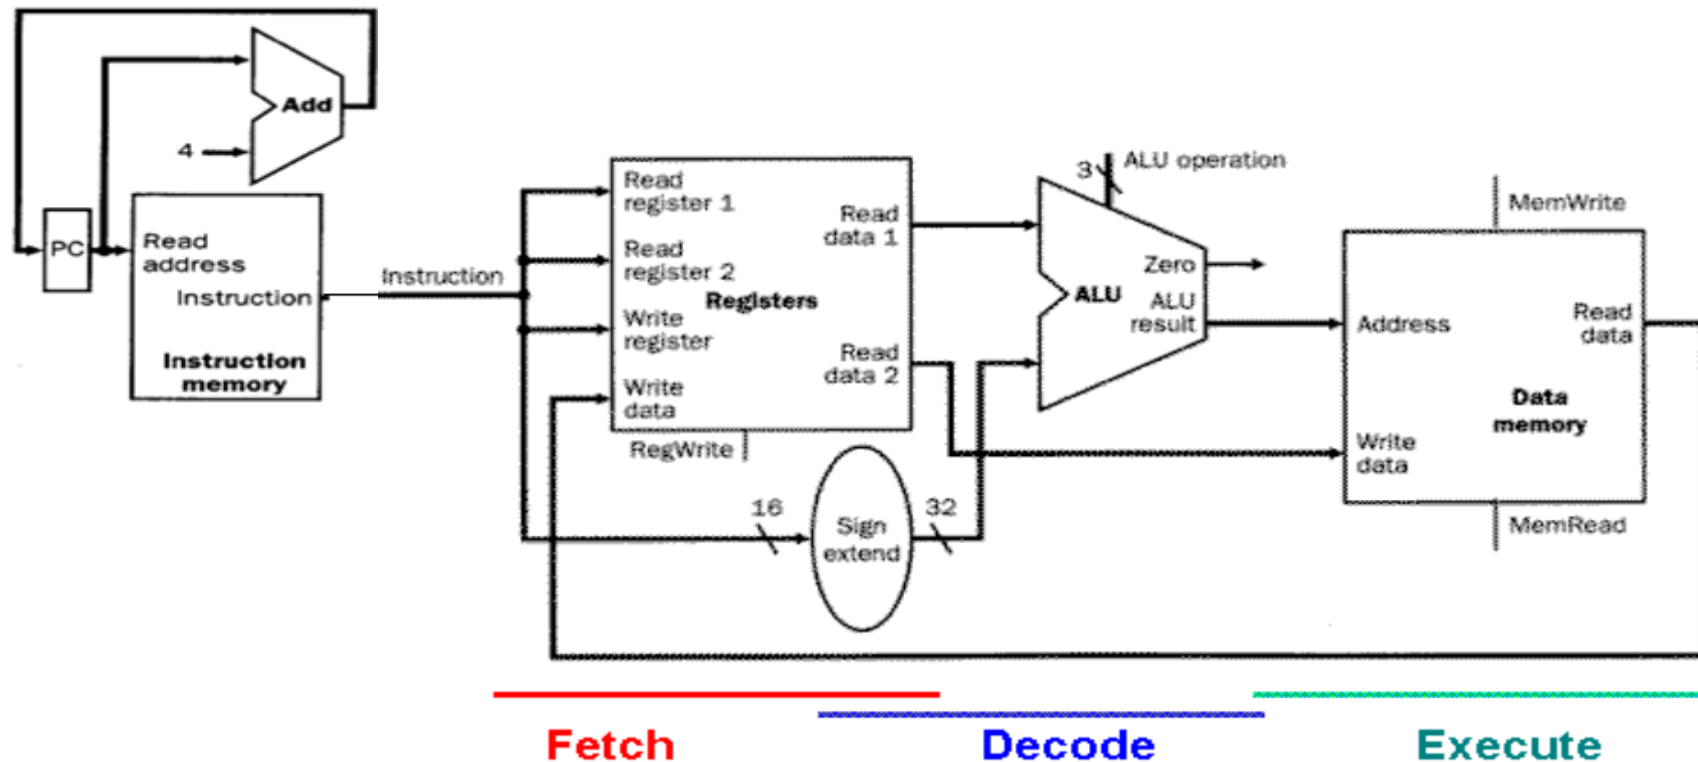 Add
4
PC
Read
address
Instruction
Instruction
memory
Instruction
Read
register 1
Read
register 2
Registers
Write
register
Write
data
Read
data 1
Read
data 2
RegWrite
16
Sign
extend
32
3
ALU operation
Zero
ALU
ALU
result
MemWrite
Address
Read
data
Data
memory
Write
data
MemRead
Fetch
Decode
Execute